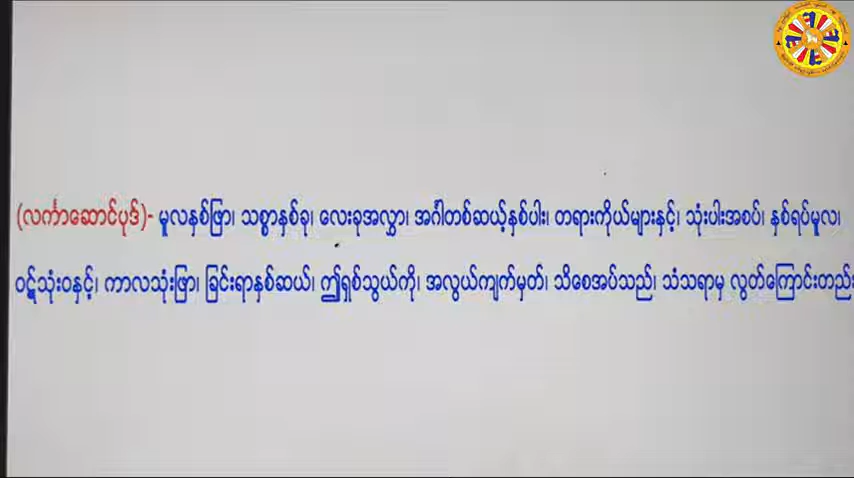 (လင်္ကာဆောင်ပုဒ်)- မူလနှစ်ဖြာ၊ သစ္စာနှစ်ခု၊ လေးခုအလွှာ၊ အင်္ဂါတစ်ဆယ့်နှစ်ပါး၊ တရားကိုယ်များနှင့်၊ သုံးပါးအစပ်၊ နှစ်ရပ်မူလ၊
ဝဋ်သုံးဝနှင့်၊ ကာလသုံးဖြာ၊ ခြင်းရာနှစ်ဆယ်၊ ဤရှစ်သွယ်ကို၊ အလွယ်ကျက်မှတ်၊ သိစေအပ်သည်၊ သံသရာမှ လွတ်ကြောင်းတည်း